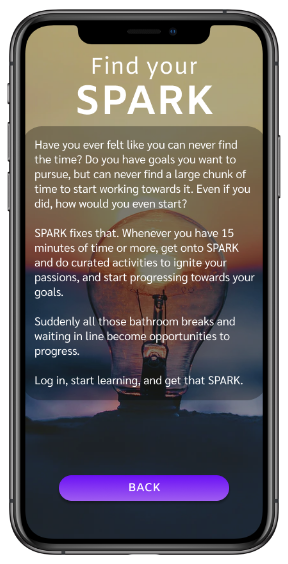 Find your
SPARK
Have you ever felt like you can never find
the time? Do you have goals you want to
pursue, but can never find a large chunk of
time to start working towards it. Even if you
did, how would you even start?
SPARK fixes that. Whenever you have 15
minutes of time or more, get onto SPARK
and do curated activities to ignite your
passions, and start progressing towards your
goals.
Suddenly all those bathroom breaks and
waiting in line become opportunities to
progress.
Log in, start learning, and get that SPARK.
BACK